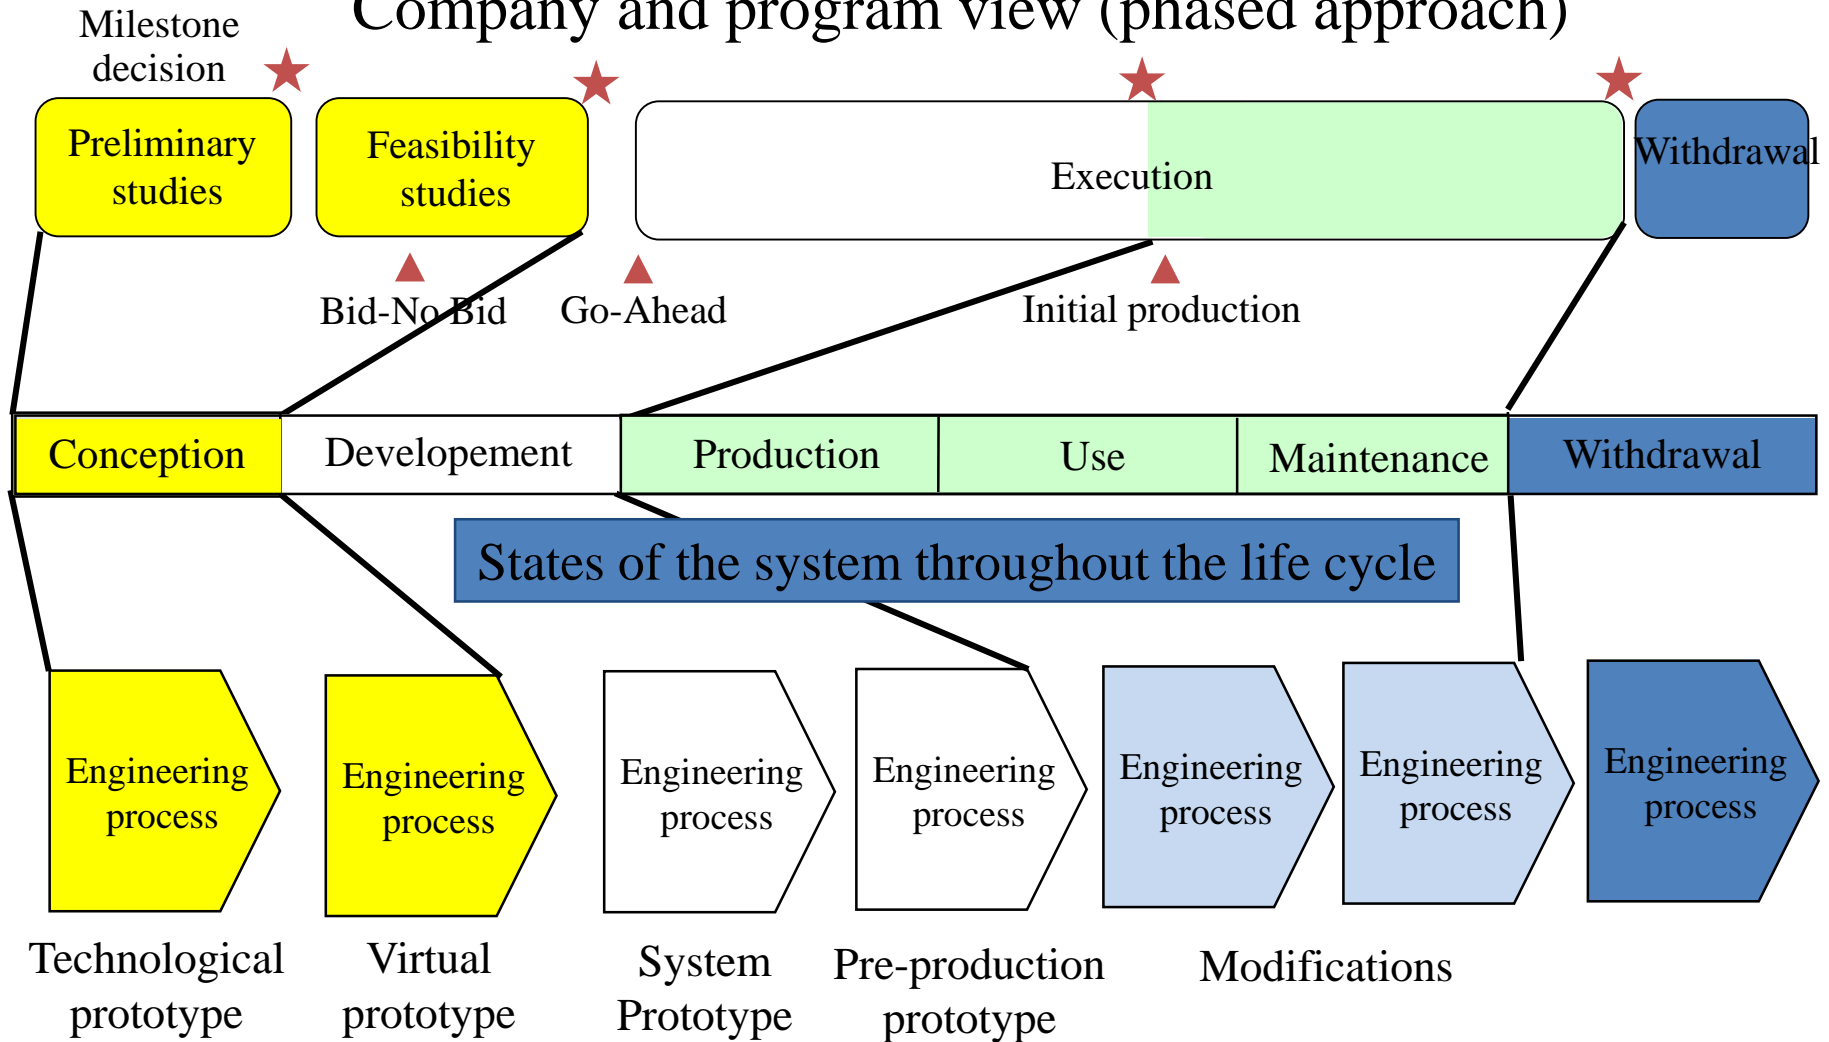 Company and program view (phased approach)
Milestone
decision
Preliminary
studies
Feasibility
studies
Execution
Withdrawal
Bid-No Bid
Go-Ahead
Initial production
Conception
Developement
Production
Use
Maintenance
Withdrawal
States of the system throughout the life cycle
Engineering
process
Engineering
process
Engineering
process
Engineering
process
Engineering
process
Engineering
process
Engineering
process
Technological
prototype
Virtual
prototype
System
Prototype
Pre-production
prototype
Modifications